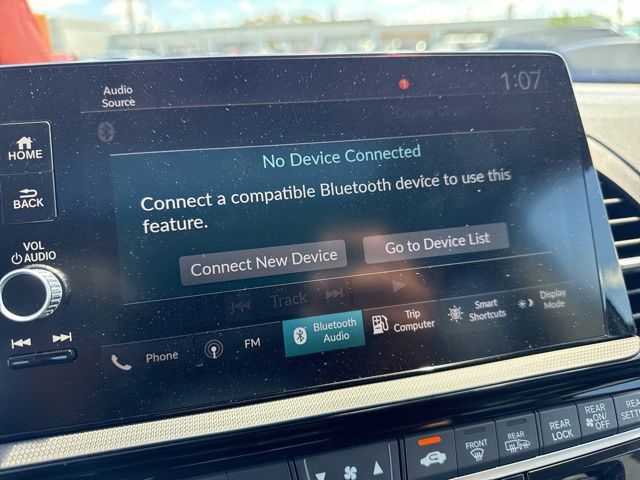 Audio
Source
1
1:07
HOME
BACK
VOL
AUDIO
No Device Connected
Connect a compatible Bluetooth device to use this
feature.
Connect New Device
Go to Device List
Track
Phone
FM
Bluetooth
Audio
Trip
Computer
Smart
Shortcuts
Display
Mode
FRONT
REAR
REAR
LOCK
REAR
ON/
OFF
REAR